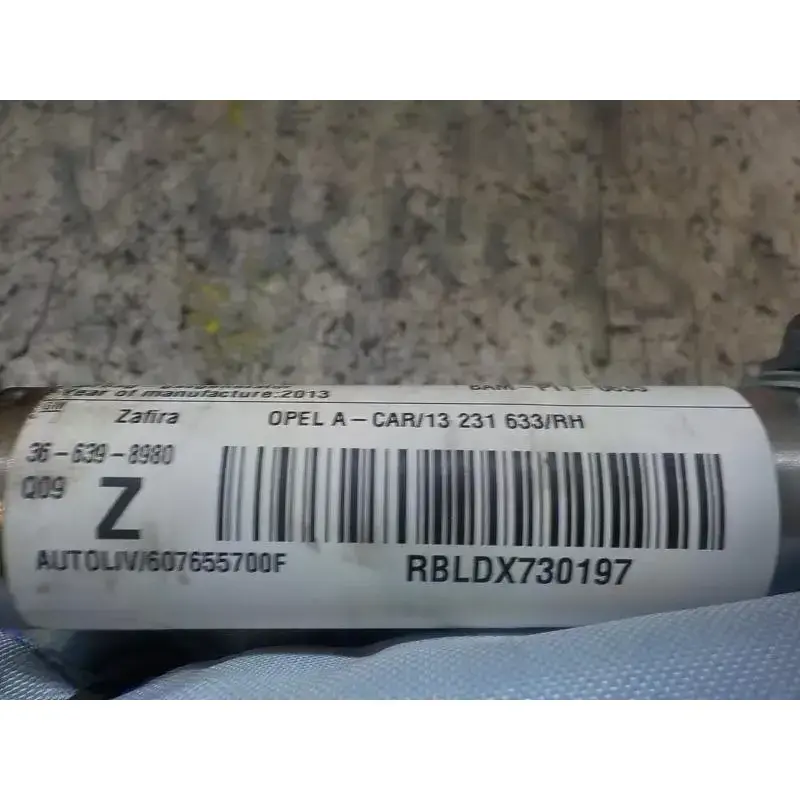 Year of manufacture:2013
Zafira OPEL A-CAR/13 231 633/RH
36-639-8980
Q09 Z
AUTOLIV/607655700F RBLDX730197